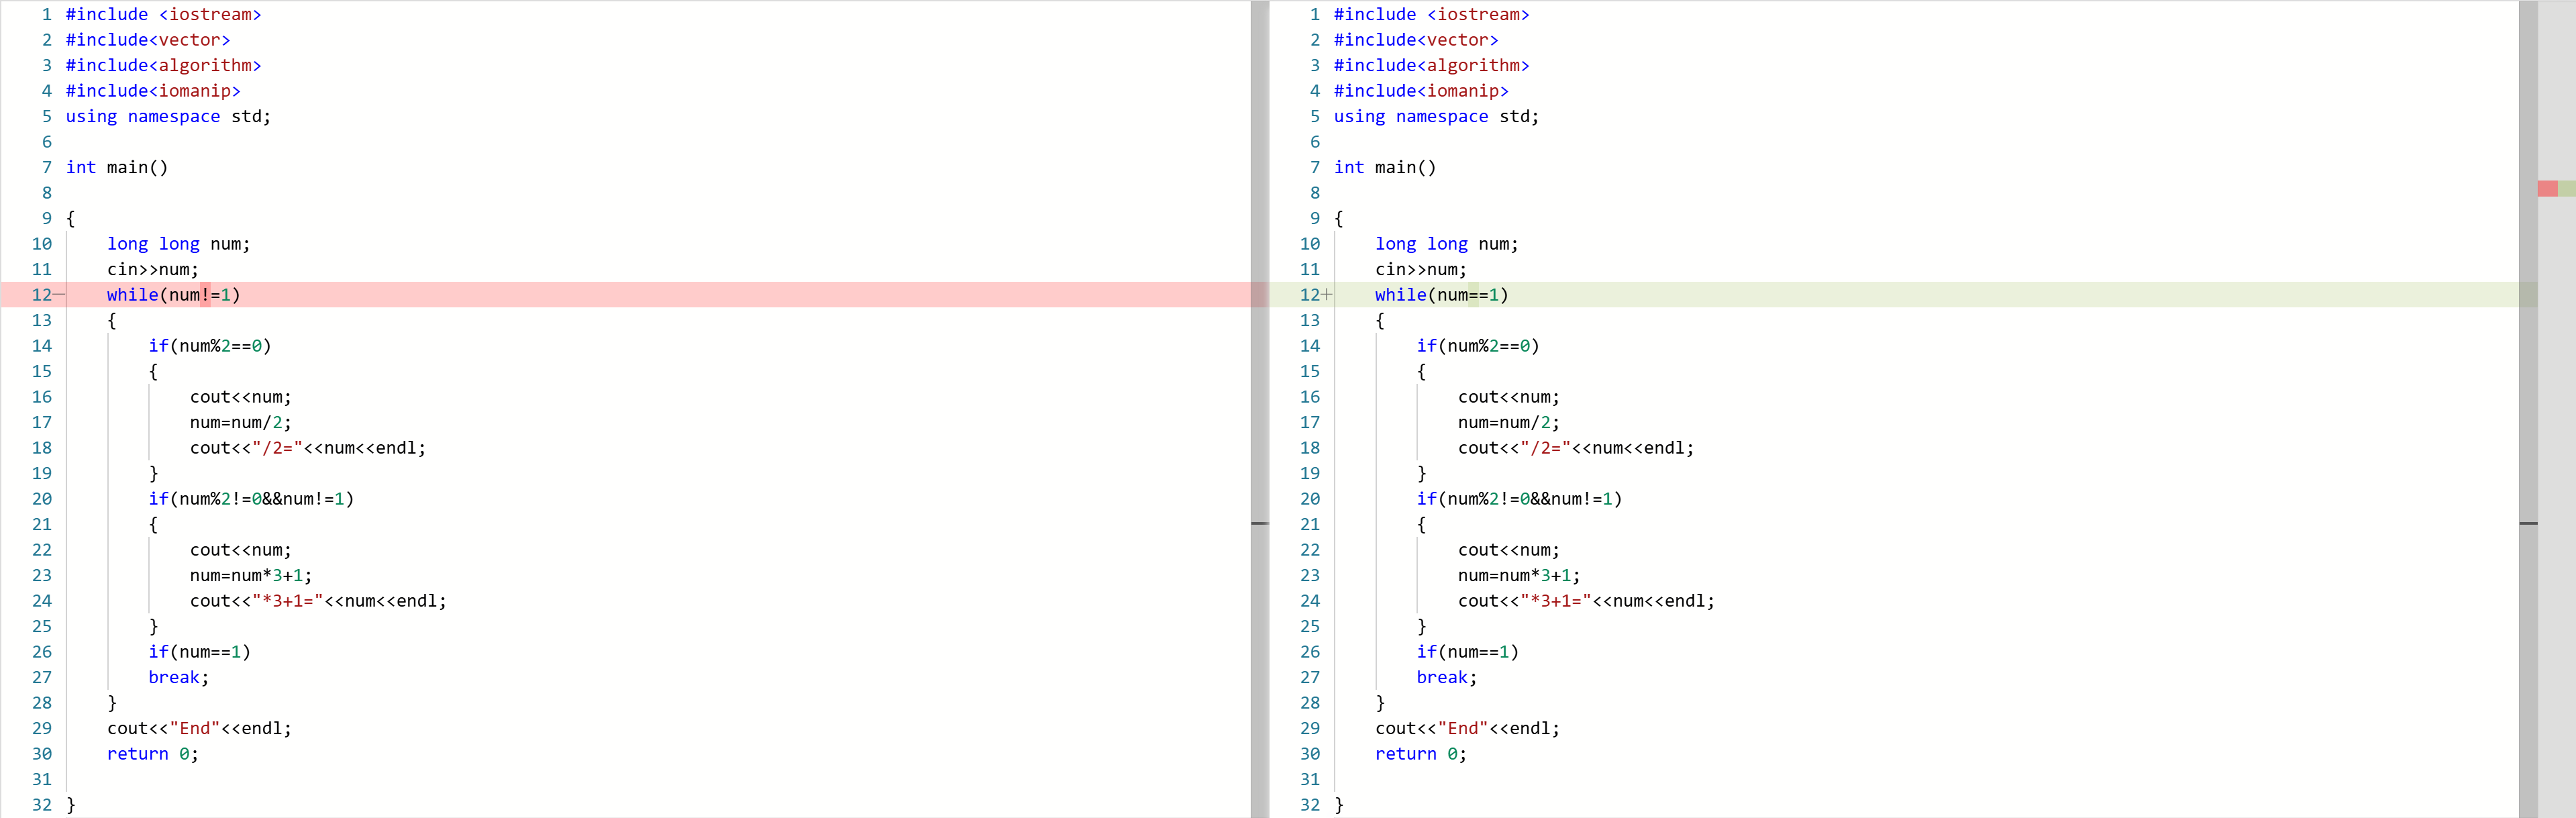 1 #include <iostream>
2 #include<vector>
3 #include<algorithm>
4 #include<iomanip>
5 using namespace std;
6
7 int main()
8
9 {
10 long long num;
11 cin>>num;
12— while(num!=1)
13 {
14 if(num%2==0)
15 {
16 cout<<num;
17 num=num/2;
18 cout<<"/2="<<num<<endl;
19 }
20 if(num%2!=0&&num!=1)
21 {
22 cout<<num;
23 num=num*3+1;
24 cout<<"*3+1="<<num<<endl;
25 }
26 if(num==1)
27 break;
28 }
29 cout<<"End"<<endl;
30 return 0;
31
32 }
1 #include <iostream>
2 #include<vector>
3 #include<algorithm>
4 #include<iomanip>
5 using namespace std;
6
7 int main()
8
9 {
10 long long num;
11 cin>>num;
12+ while(num==1)
13 {
14 if(num%2==0)
15 {
16 cout<<num;
17 num=num/2;
18 cout<<"/2="<<num<<endl;
19 }
20 if(num%2!=0&&num!=1)
21 {
22 cout<<num;
23 num=num*3+1;
24 cout<<"*3+1="<<num<<endl;
25 }
26 if(num==1)
27 break;
28 }
29 cout<<"End"<<endl;
30 return 0;
31
32 }